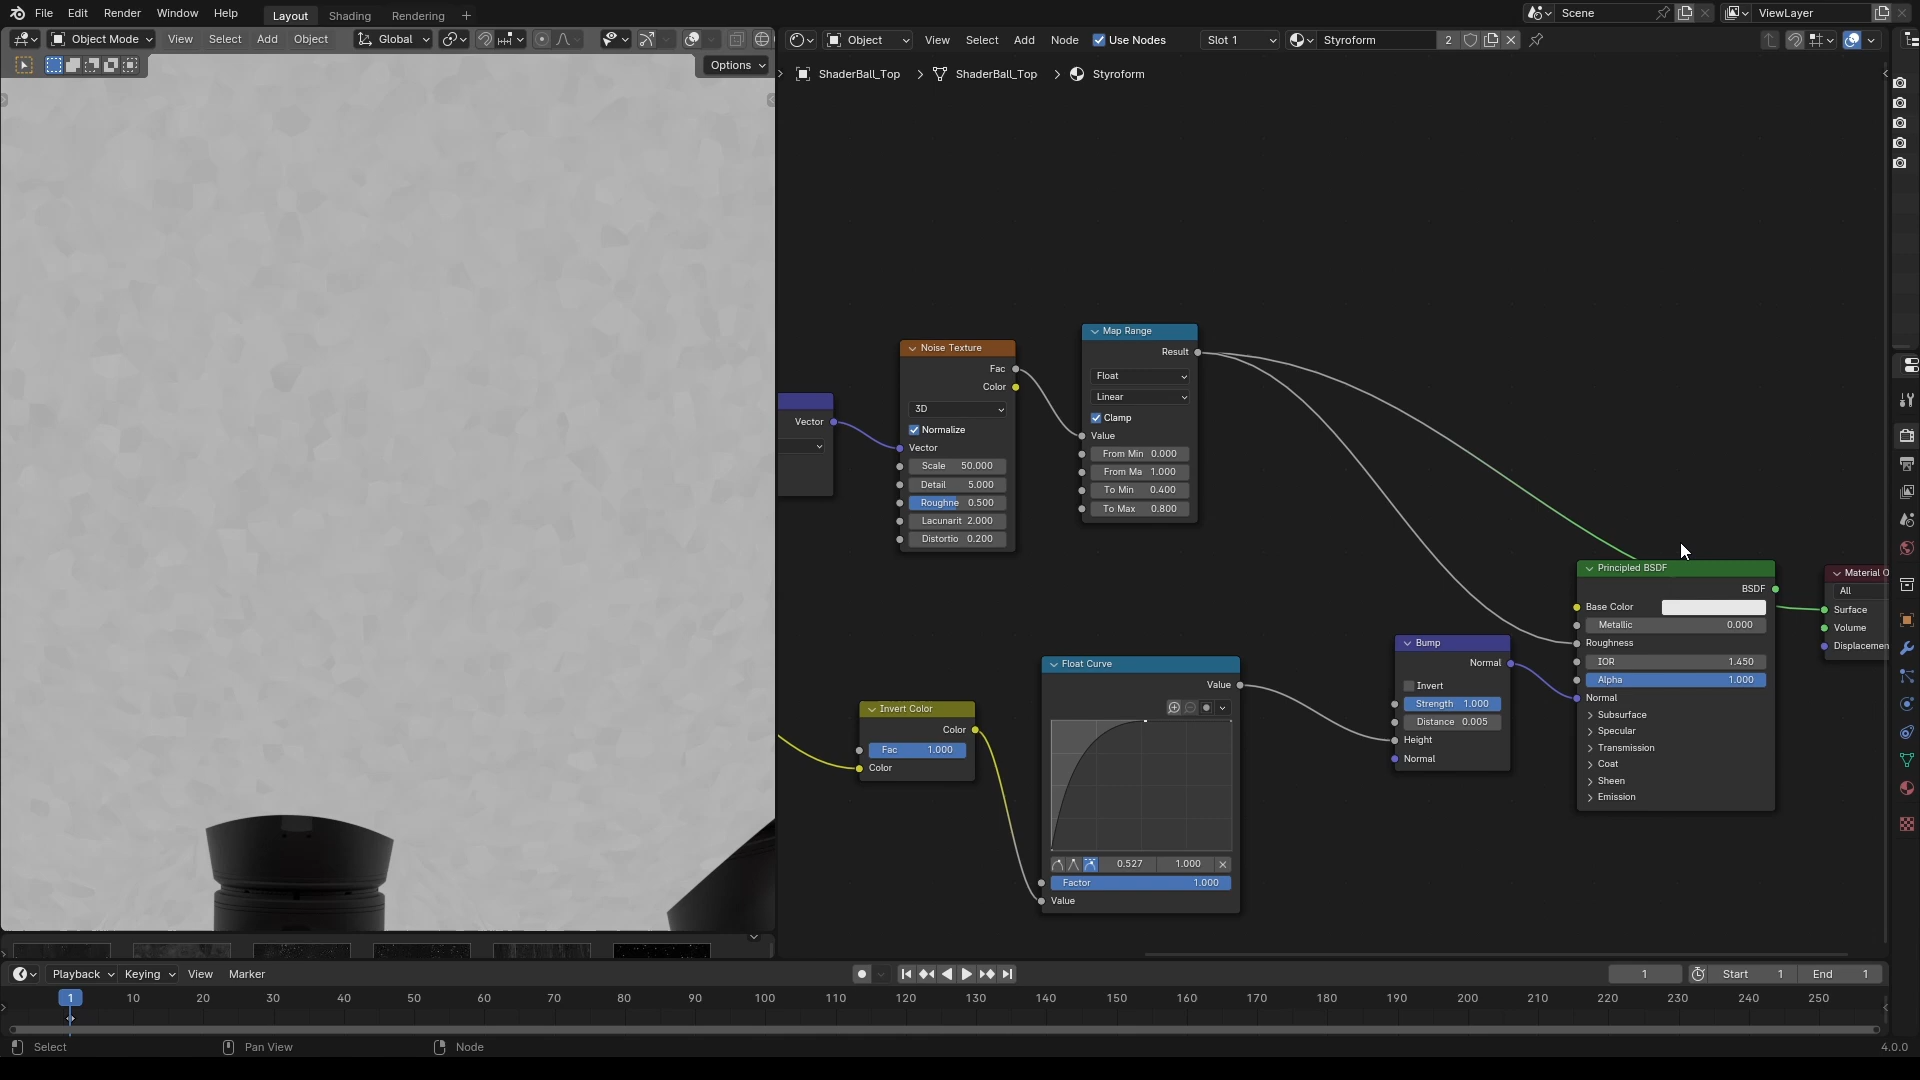 File Edit Render Window Help Layout Shading Rendering + Scene ViewLayer
Object Mode View Select Add Object Global
Options
Object View Select Add Node Use Nodes Slot 1 Styroform 2
ShaderBall_Top > ShaderBall_Top > Styroform
Vector
Noise Texture
Fac
Color
3D
Normalize
Vector
Scale 50.000
Detail 5.000
Roughne 0.500
Lacunarit 2.000
Distortio 0.200
Map Range
Result
Float
Linear
Clamp
Value
From Min 0.000
From Ma 1.000
To Min 0.400
To Max 0.800
Invert Color
Color
Fac 1.000
Color
Float Curve
Value
0.527 1.000
Factor 1.000
Value
Bump
Normal
Invert
Strength 1.000
Distance 0.005
Height
Normal
Principled BSDF
BSDF
Base Color
Metallic 0.000
Roughness
IOR 1.450
Alpha 1.000
Normal
Subsurface
Specular
Transmission
Coat
Sheen
Emission
Material O
All
Surface
Volume
Displacemen
Playback Keying View Marker 1 Start 1 End 1
1 10 20 30 40 50 60 70 80 90 100 110 120 130 140 150 160 170 180 190 200 210 220 230 240 250
Select Pan View Node 4.0.0